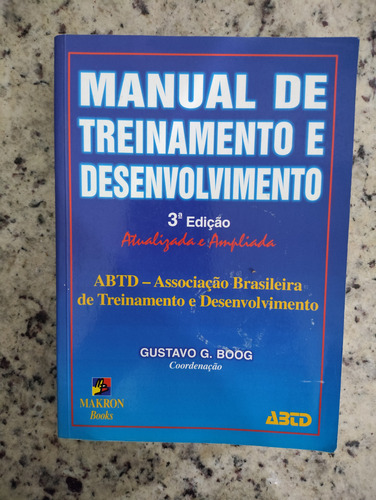 MANUAL DE
TREINAMENTO E
DESENVOLVIMENTO
3ª Edição
Atualizada e Ampliada
ABTD – Associação Brasileira
de Treinamento e Desenvolvimento
GUSTAVO G. BOOG
Coordenação
MAKRON
Books
ABTD